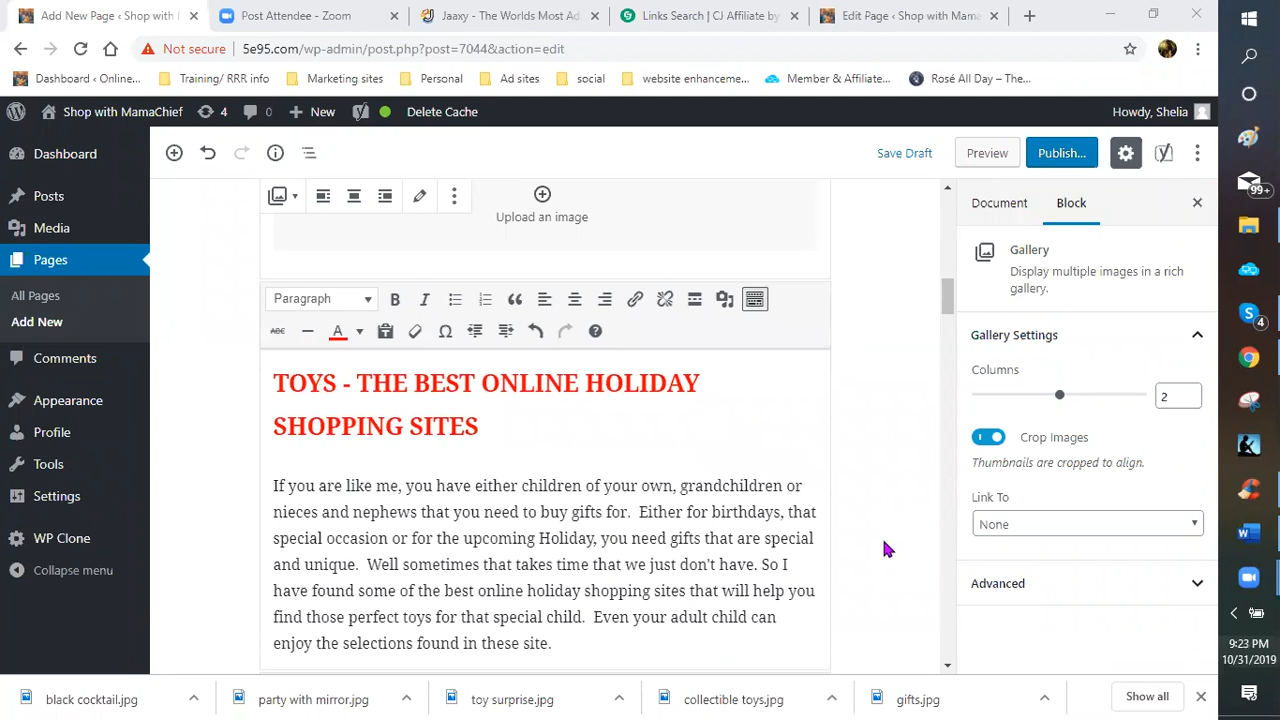 Add New Page ‹ Shop with
Post Attendee - Zoom
Jaaxy - The Worlds Most Ad
Links Search | CJ Affiliate by
Edit Page ‹ Shop with Mama
Not secure
5e95.com/wp-admin/post.php?post=7044&action=edit
Dashboard ‹ Online...
Training/ RRR info
Marketing sites
Personal
Ad sites
social
website enhanceme...
Member & Affiliate...
Rosé All Day – The...
Shop with MamaChief
4
0
New
Delete Cache
Howdy, Shelia
Dashboard
Posts
Media
Pages
All Pages
Add New
Comments
Appearance
Profile
Tools
Settings
WP Clone
Collapse menu
Save Draft
Preview
Publish...
Upload an image
Paragraph
B
I
ABC
A
TOYS - THE BEST ONLINE HOLIDAY
SHOPPING SITES
If you are like me, you have either children of your own, grandchildren or
nieces and nephews that you need to buy gifts for.  Either for birthdays, that
special occasion or for the upcoming Holiday, you need gifts that are special
and unique.  Well sometimes that takes time that we just don't have. So I
have found some of the best online holiday shopping sites that will help you
find those perfect toys for that special child.  Even your adult child can
enjoy the selections found in these site.
Document
Block
Gallery
Display multiple images in a rich
gallery.
Gallery Settings
Columns
2
Crop Images
Thumbnails are cropped to align.
Link To
None
Advanced
99+
4
9:23 PM
10/31/2019
black cocktail.jpg
party with mirror.jpg
toy surprise.jpg
collectible toys.jpg
gifts.jpg
Show all